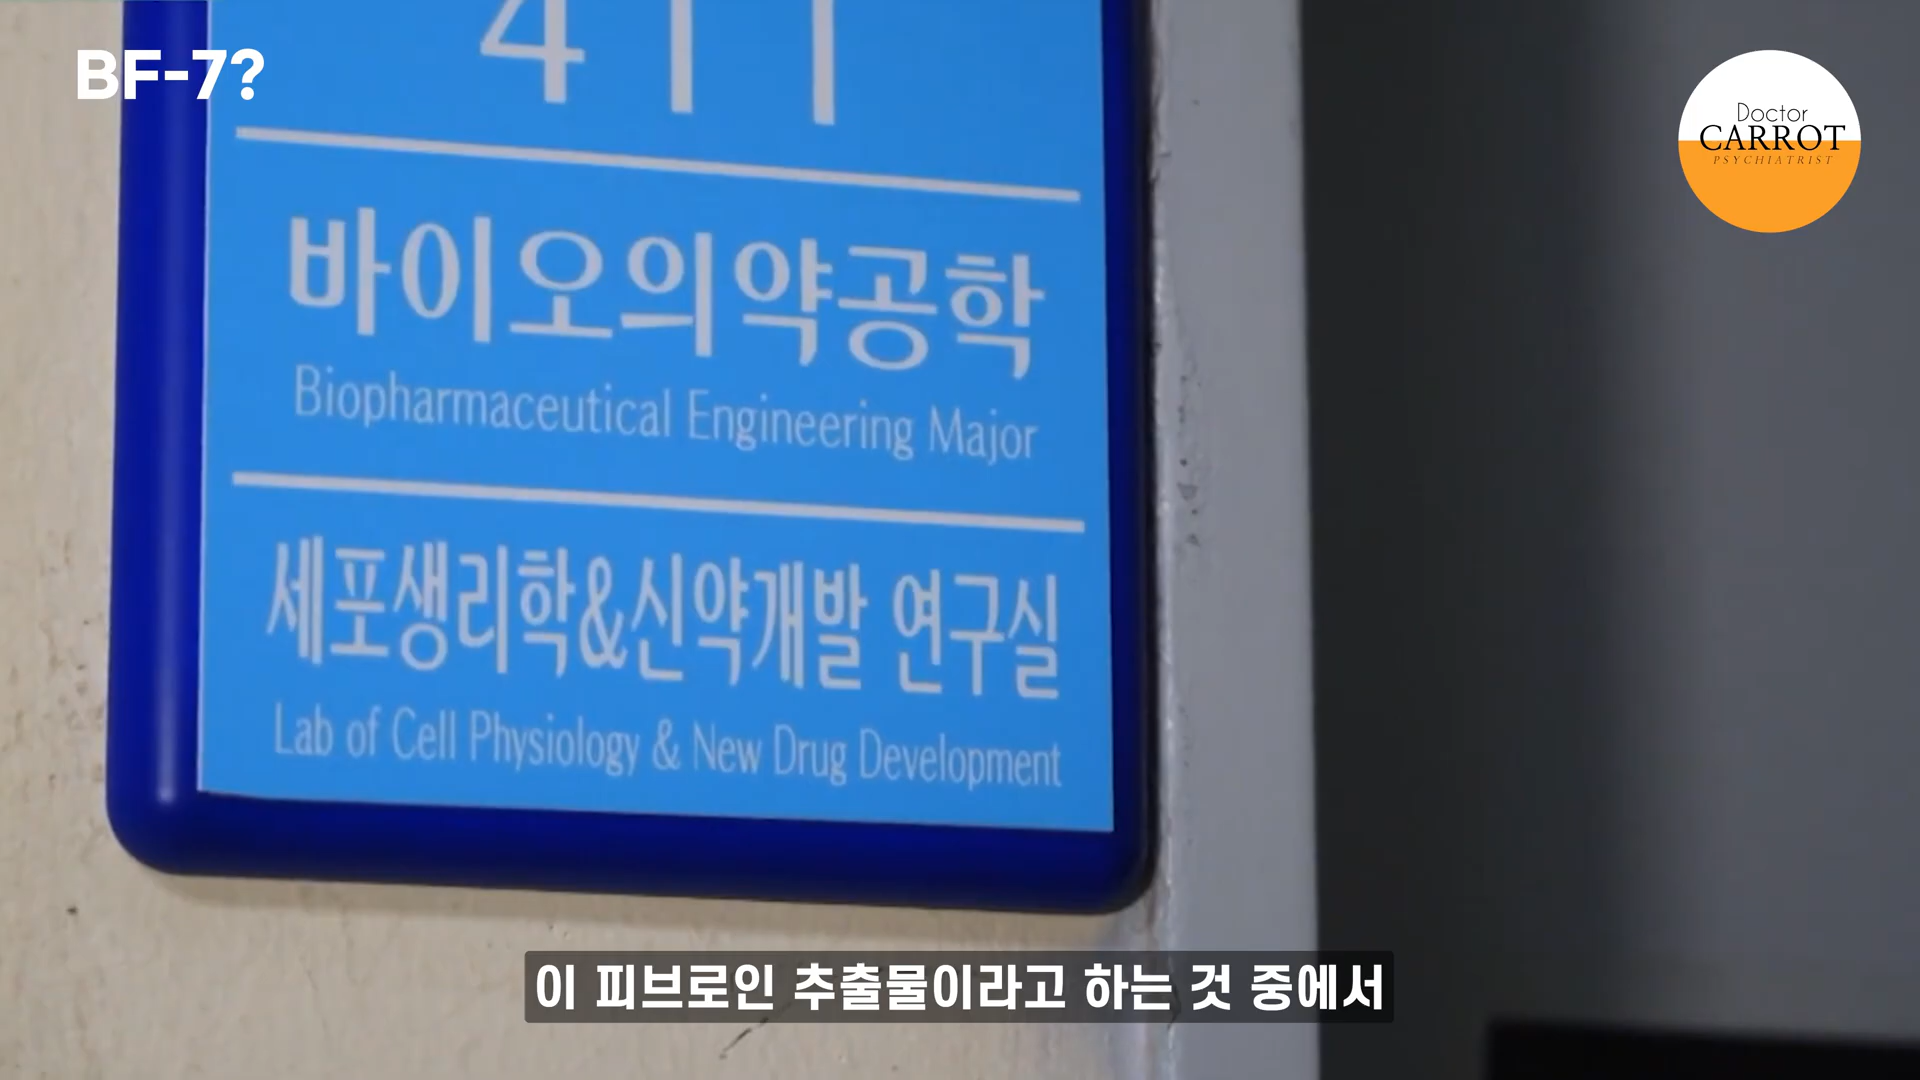 BF-7?
411
Doctor
CARROT
PSYCHIATRIST
바이오의약공학
Biopharmaceutical Engineering Major
세포생리학&신약개발 연구실
Lab of Cell Physiology & New Drug Development
이 피브로인 추출물이라고 하는 것 중에서